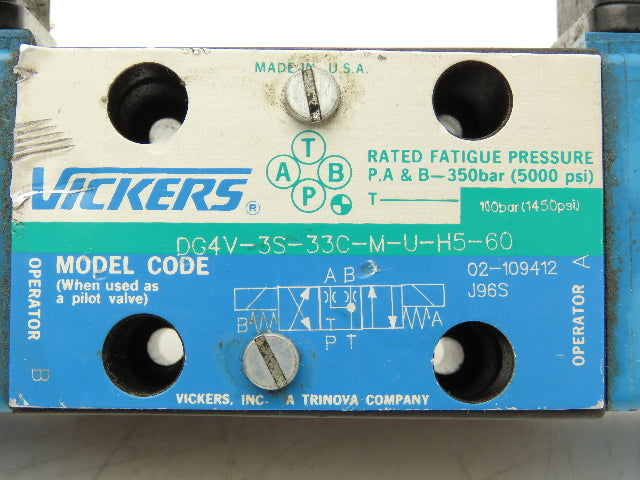 MADE IN U.S.A.
VICKERS®
T
A B
P
RATED FATIGUE PRESSURE
P.A & B—350bar (5000 psi)
T 100bar(1450psi)
DG4V-3S-33C-M-U-H5-60
MODEL CODE
(When used as
a pilot valve)
02-109412
J96S
OPERATOR B
OPERATOR A
A B
B T A
P T
VICKERS, INC. A TRINOVA COMPANY